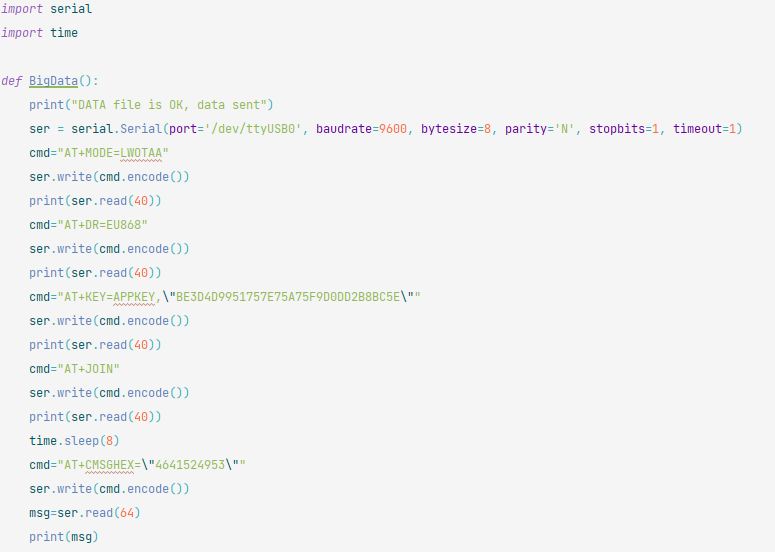 import serial
import time
def BigData():
    print("DATA file is OK, data sent")
    ser = serial.Serial(port='/dev/ttyUSB0', baudrate=9600, bytesize=8, parity='N', stopbits=1, timeout=1)
    cmd="AT+MODE=LWOTAA"
    ser.write(cmd.encode())
    print(ser.read(40))
    cmd="AT+DR=EU868"
    ser.write(cmd.encode())
    print(ser.read(40))
    cmd="AT+KEY=APPKEY,\"BE3D4D9951757E75A75F9D0DD2B8BC5E\""
    ser.write(cmd.encode())
    print(ser.read(40))
    cmd="AT+JOIN"
    ser.write(cmd.encode())
    print(ser.read(40))
    time.sleep(8)
    cmd="AT+CMSGHEX=\"4641524953\""
    ser.write(cmd.encode())
    msg=ser.read(64)
    print(msg)